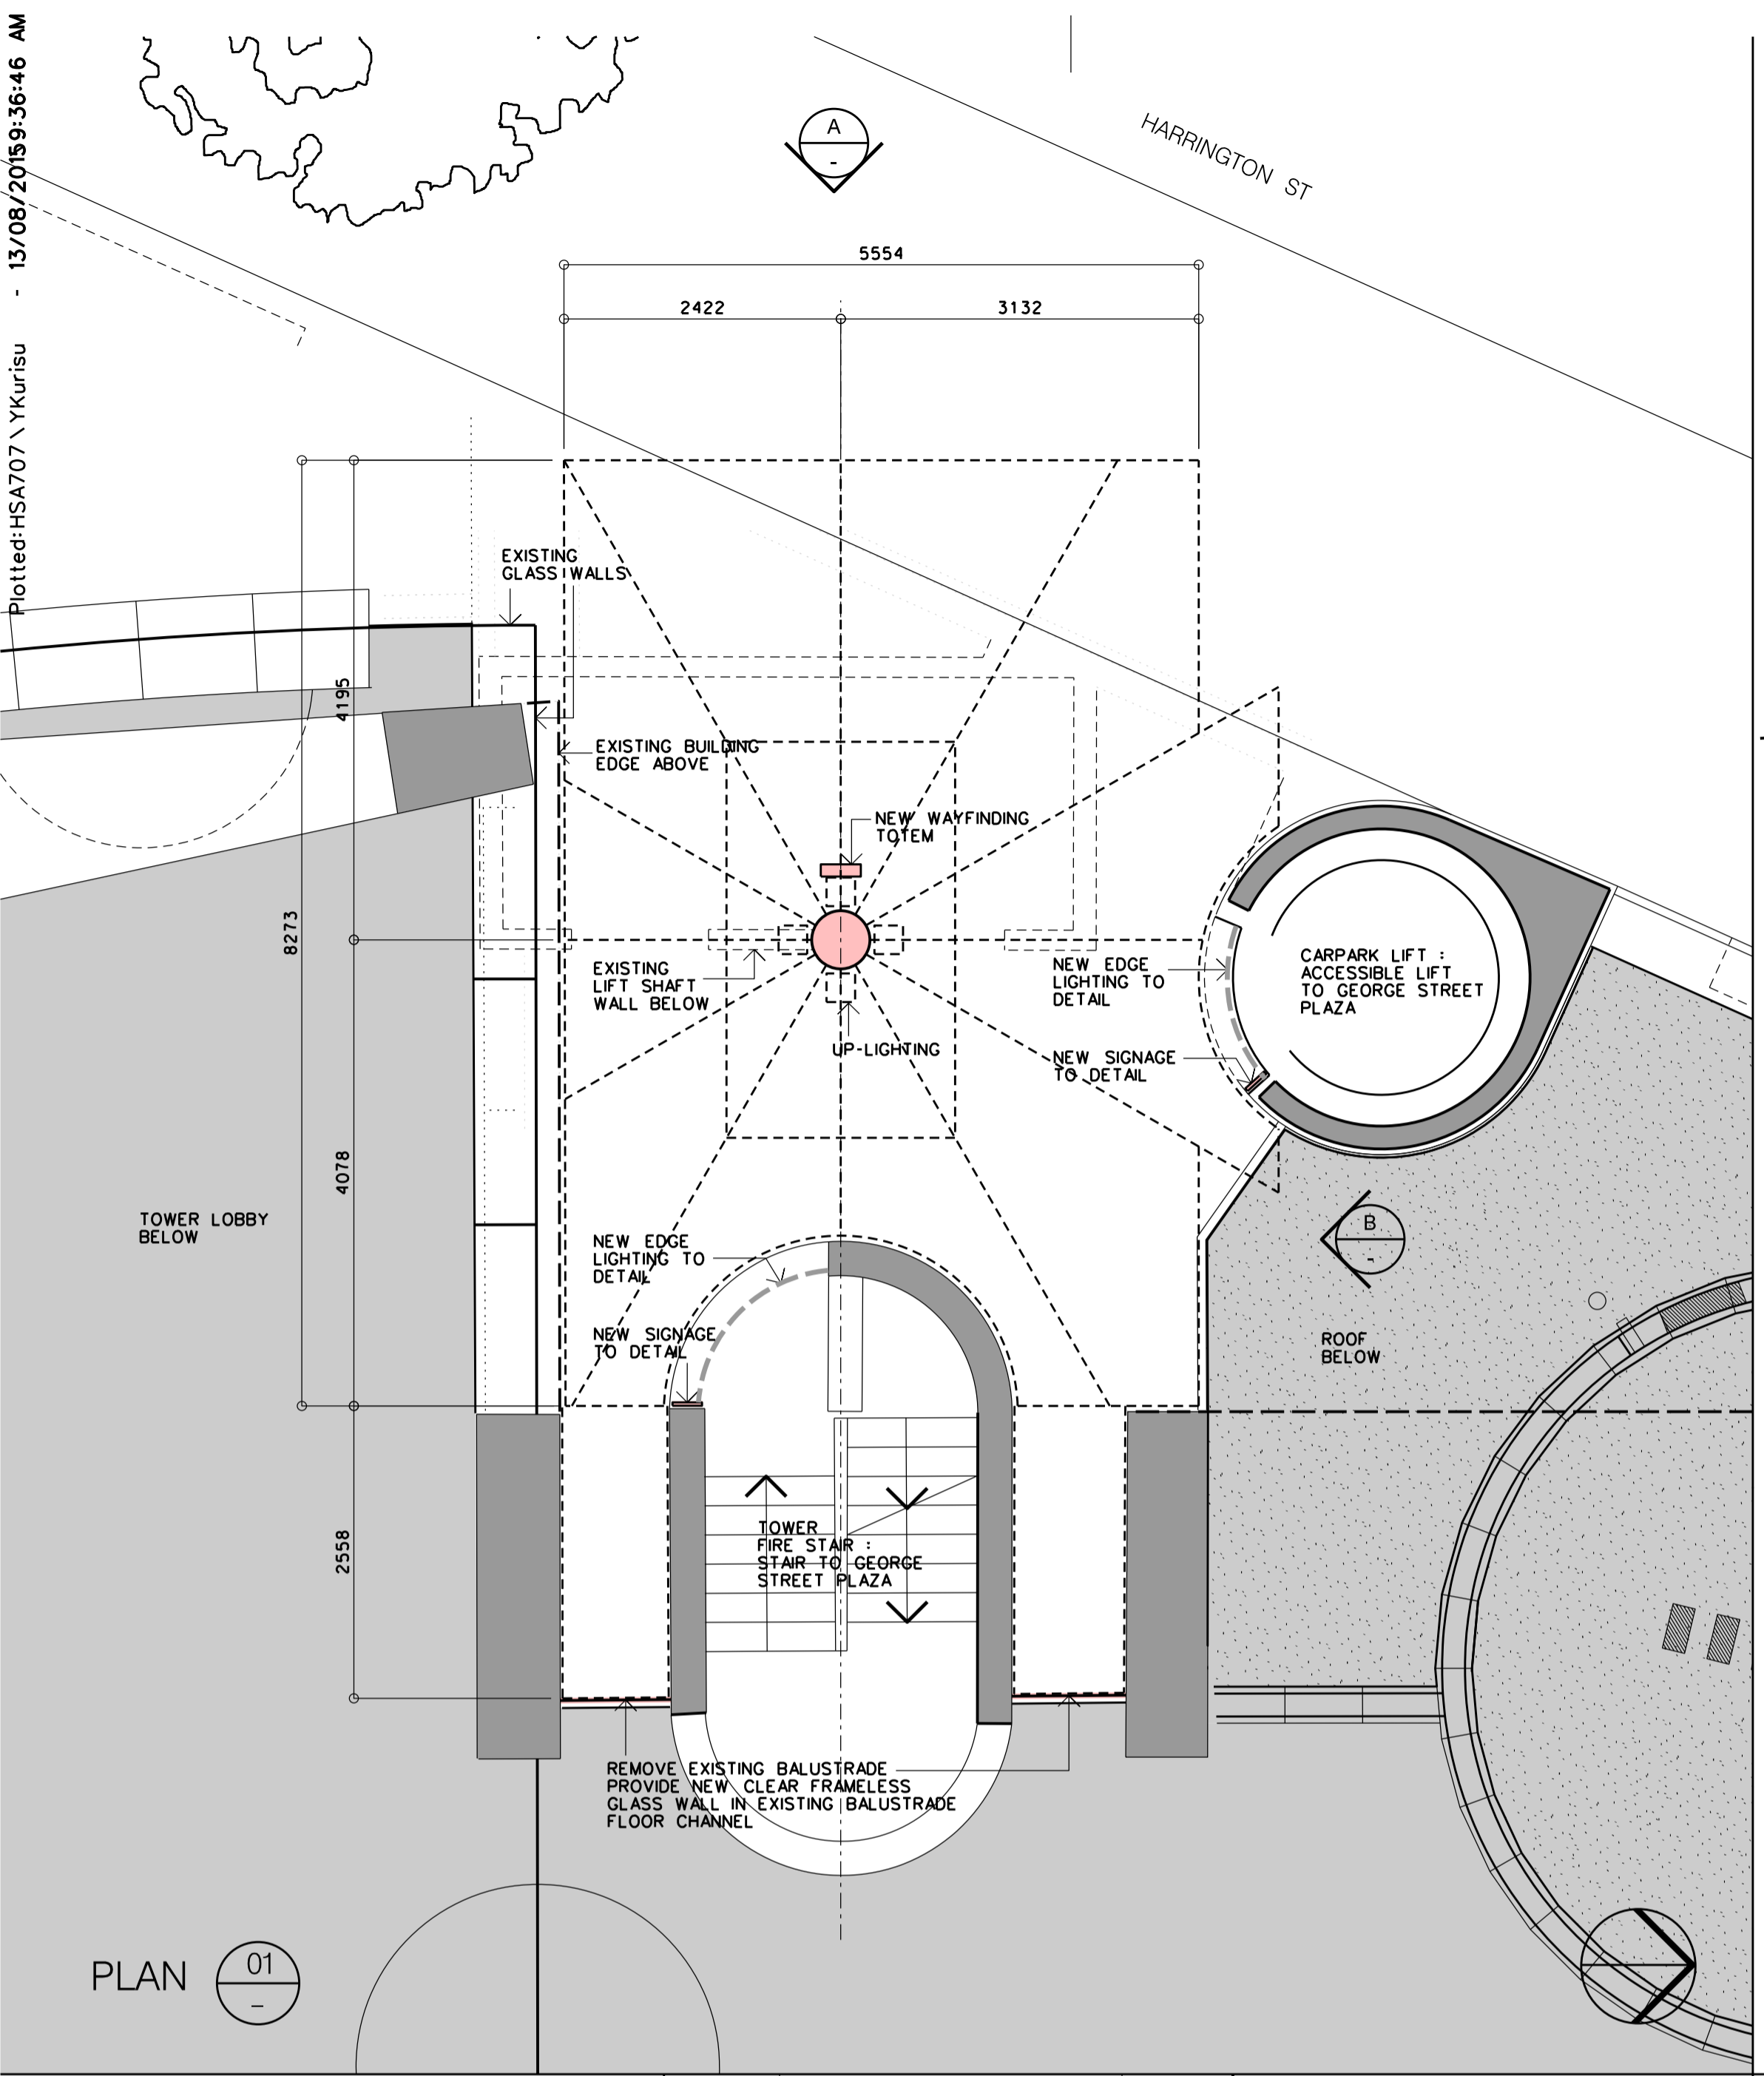 Plotted:HSA707\YKurisu - 13/08/2015 9:36:46 AM
A
-
HARRINGTON ST
5554
2422
3132
EXISTING
GLASS WALLS
4195
EXISTING BUILDING
EDGE ABOVE
NEW WAYFINDING
TOTEM
8273
EXISTING
LIFT SHAFT
WALL BELOW
NEW EDGE
LIGHTING TO
DETAIL
CARPARK LIFT :
ACCESSIBLE LIFT
TO GEORGE STREET
PLAZA
UP-LIGHTING
NEW SIGNAGE
TO DETAIL
4078
TOWER LOBBY
BELOW
B
-
NEW EDGE
LIGHTING TO
DETAIL
NEW SIGNAGE
TO DETAIL
ROOF
BELOW
2558
TOWER
FIRE STAIR :
STAIR TO GEORGE
STREET PLAZA
REMOVE EXISTING BALUSTRADE
PROVIDE NEW CLEAR FRAMELESS
GLASS WALL IN EXISTING BALUSTRADE
FLOOR CHANNEL
PLAN
01
-